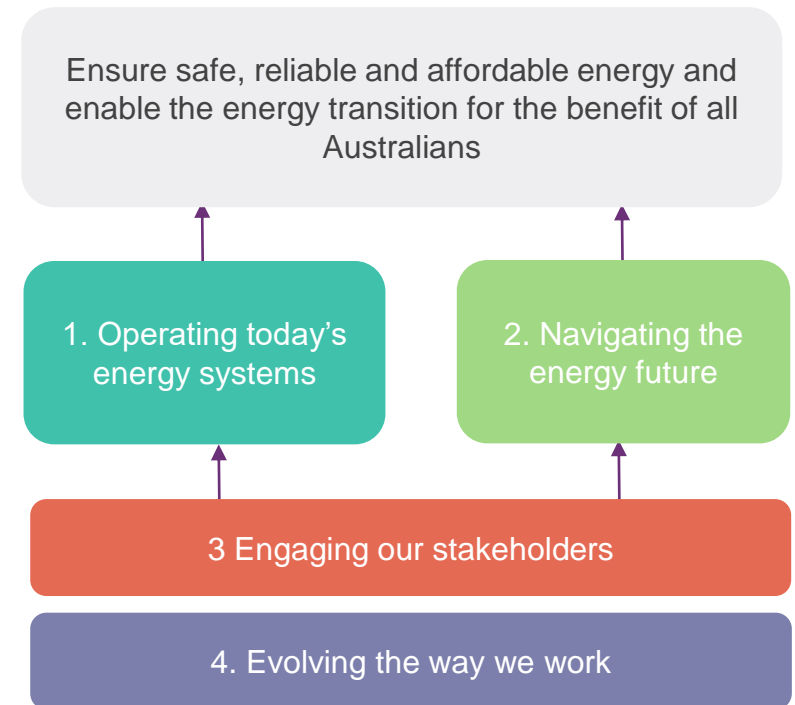 Ensure safe, reliable and affordable energy and
enable the energy transition for the benefit of all
Australians
1. Operating today’s
energy systems
2. Navigating the
energy future
3 Engaging our stakeholders
4. Evolving the way we work